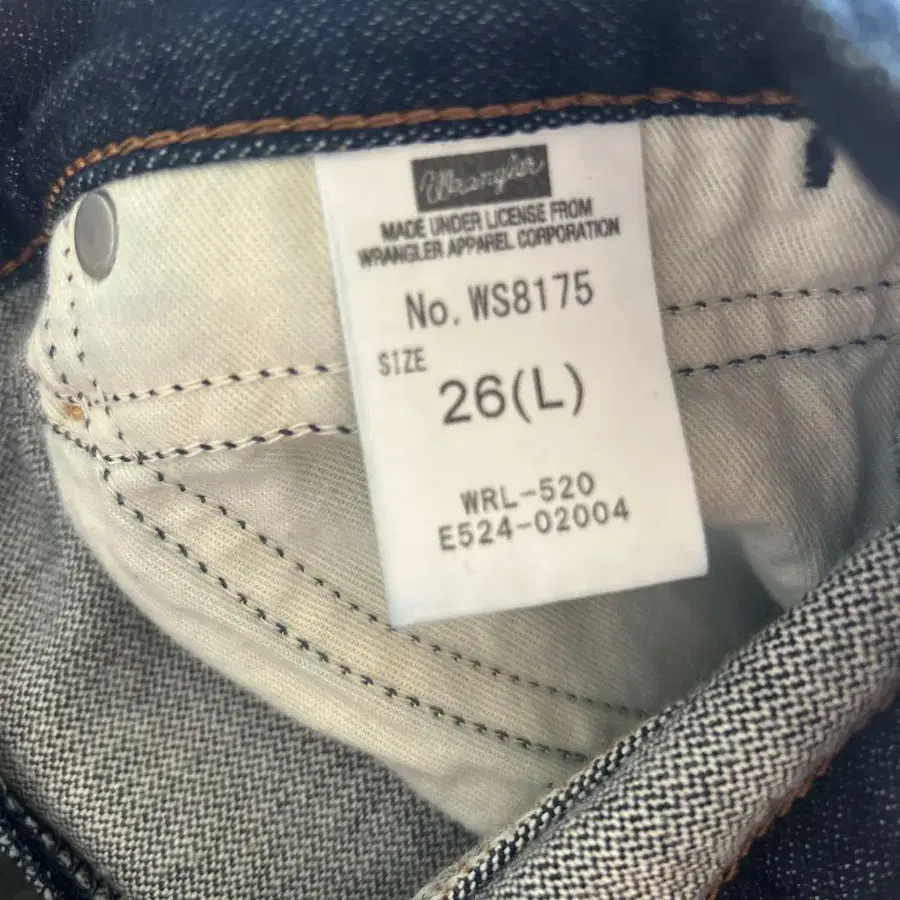 Wrangler
MADE UNDER LICENSE FROM
WRANGLER APPAREL CORPORATION
No. WS8175
SIZE
26(L)
WRL-520
E524-02004